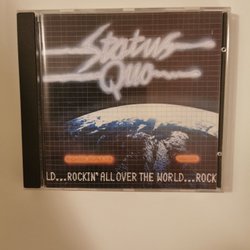 Status
Quo
LD...ROCKIN' ALL OVER THE WORLD...ROCK